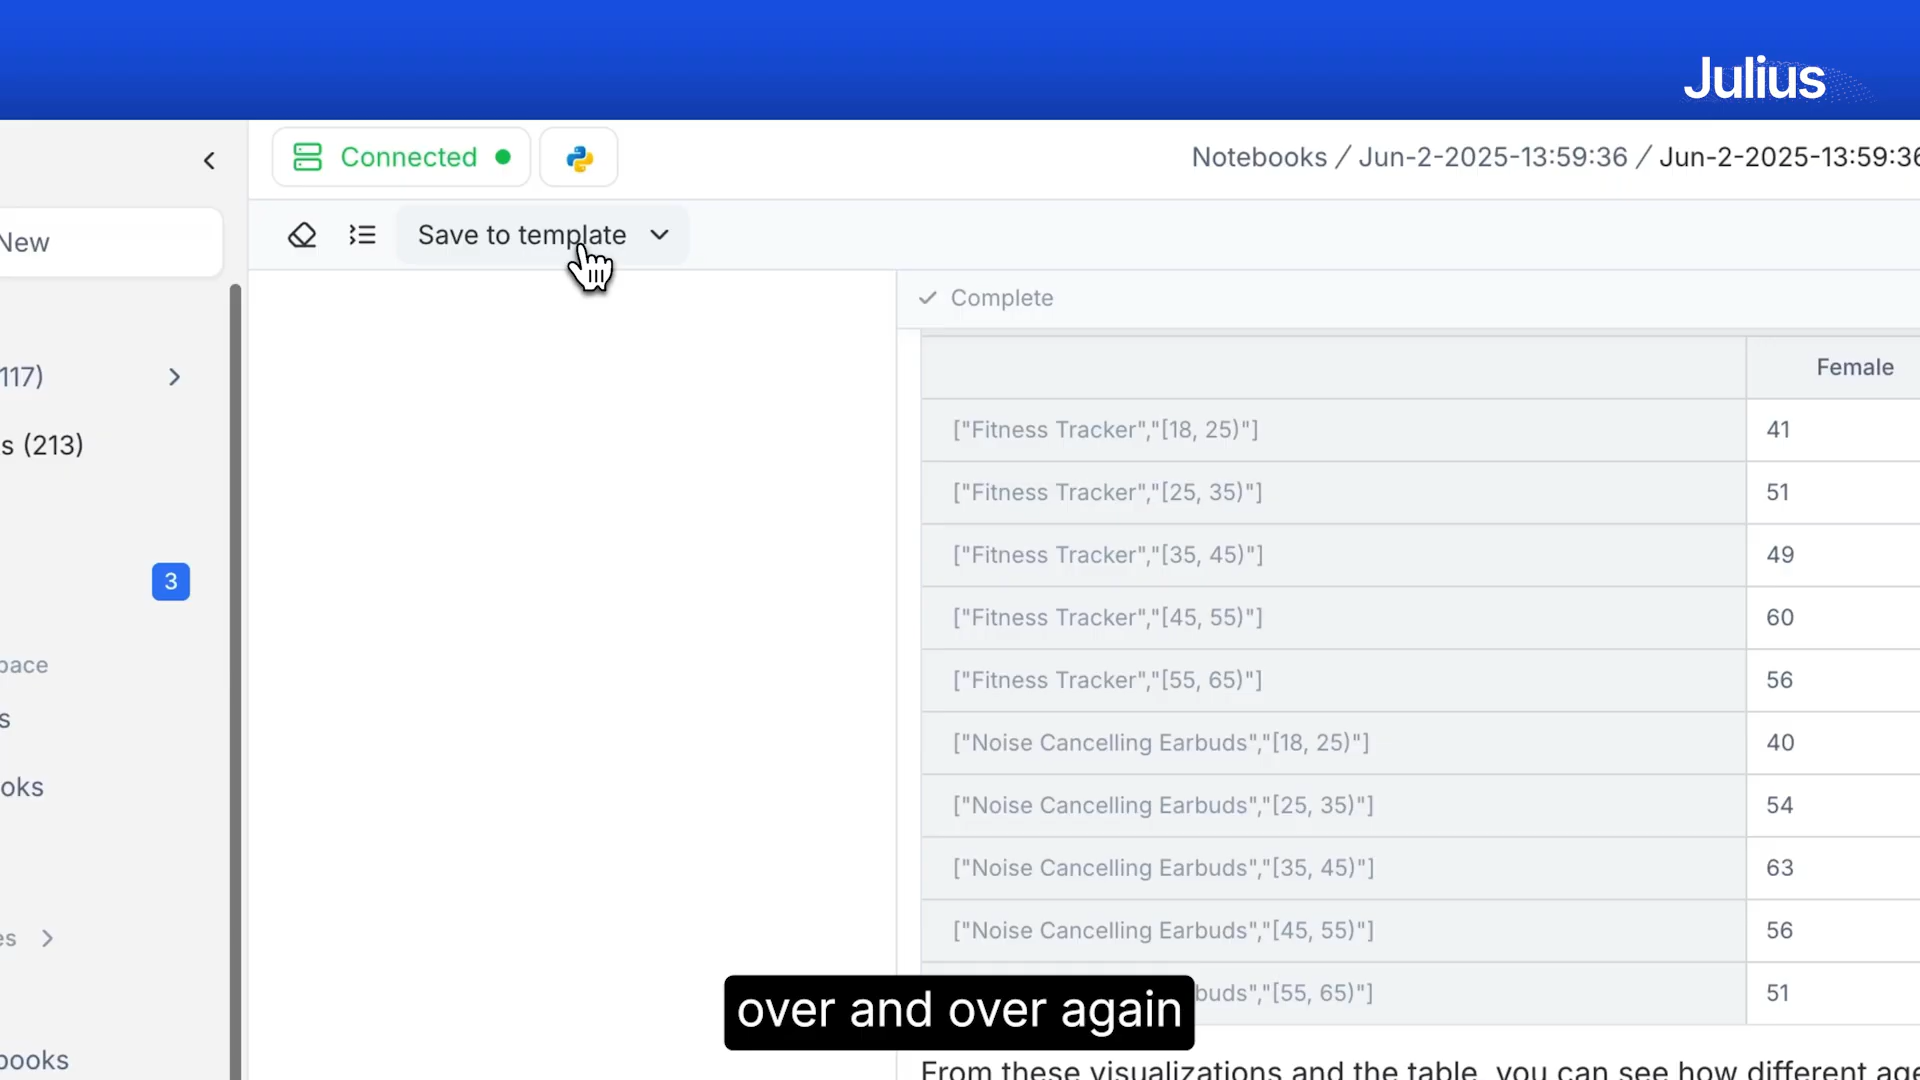 Julius
Connected
Notebooks / Jun-2-2025-13:59:36 / Jun-2-2025-13:59:36
New
Save to template
Complete
Female
117)
s (213)
3
pace
s
oks
es
books
["Fitness Tracker","[18, 25)"] 41
["Fitness Tracker","[25, 35)"] 51
["Fitness Tracker","[35, 45)"] 49
["Fitness Tracker","[45, 55)"] 60
["Fitness Tracker","[55, 65)"] 56
["Noise Cancelling Earbuds","[18, 25)"] 40
["Noise Cancelling Earbuds","[25, 35)"] 54
["Noise Cancelling Earbuds","[35, 45)"] 63
["Noise Cancelling Earbuds","[45, 55)"] 56
buds","[55, 65)"] 51
over and over again
From these visualizations and the table, you can see how different age